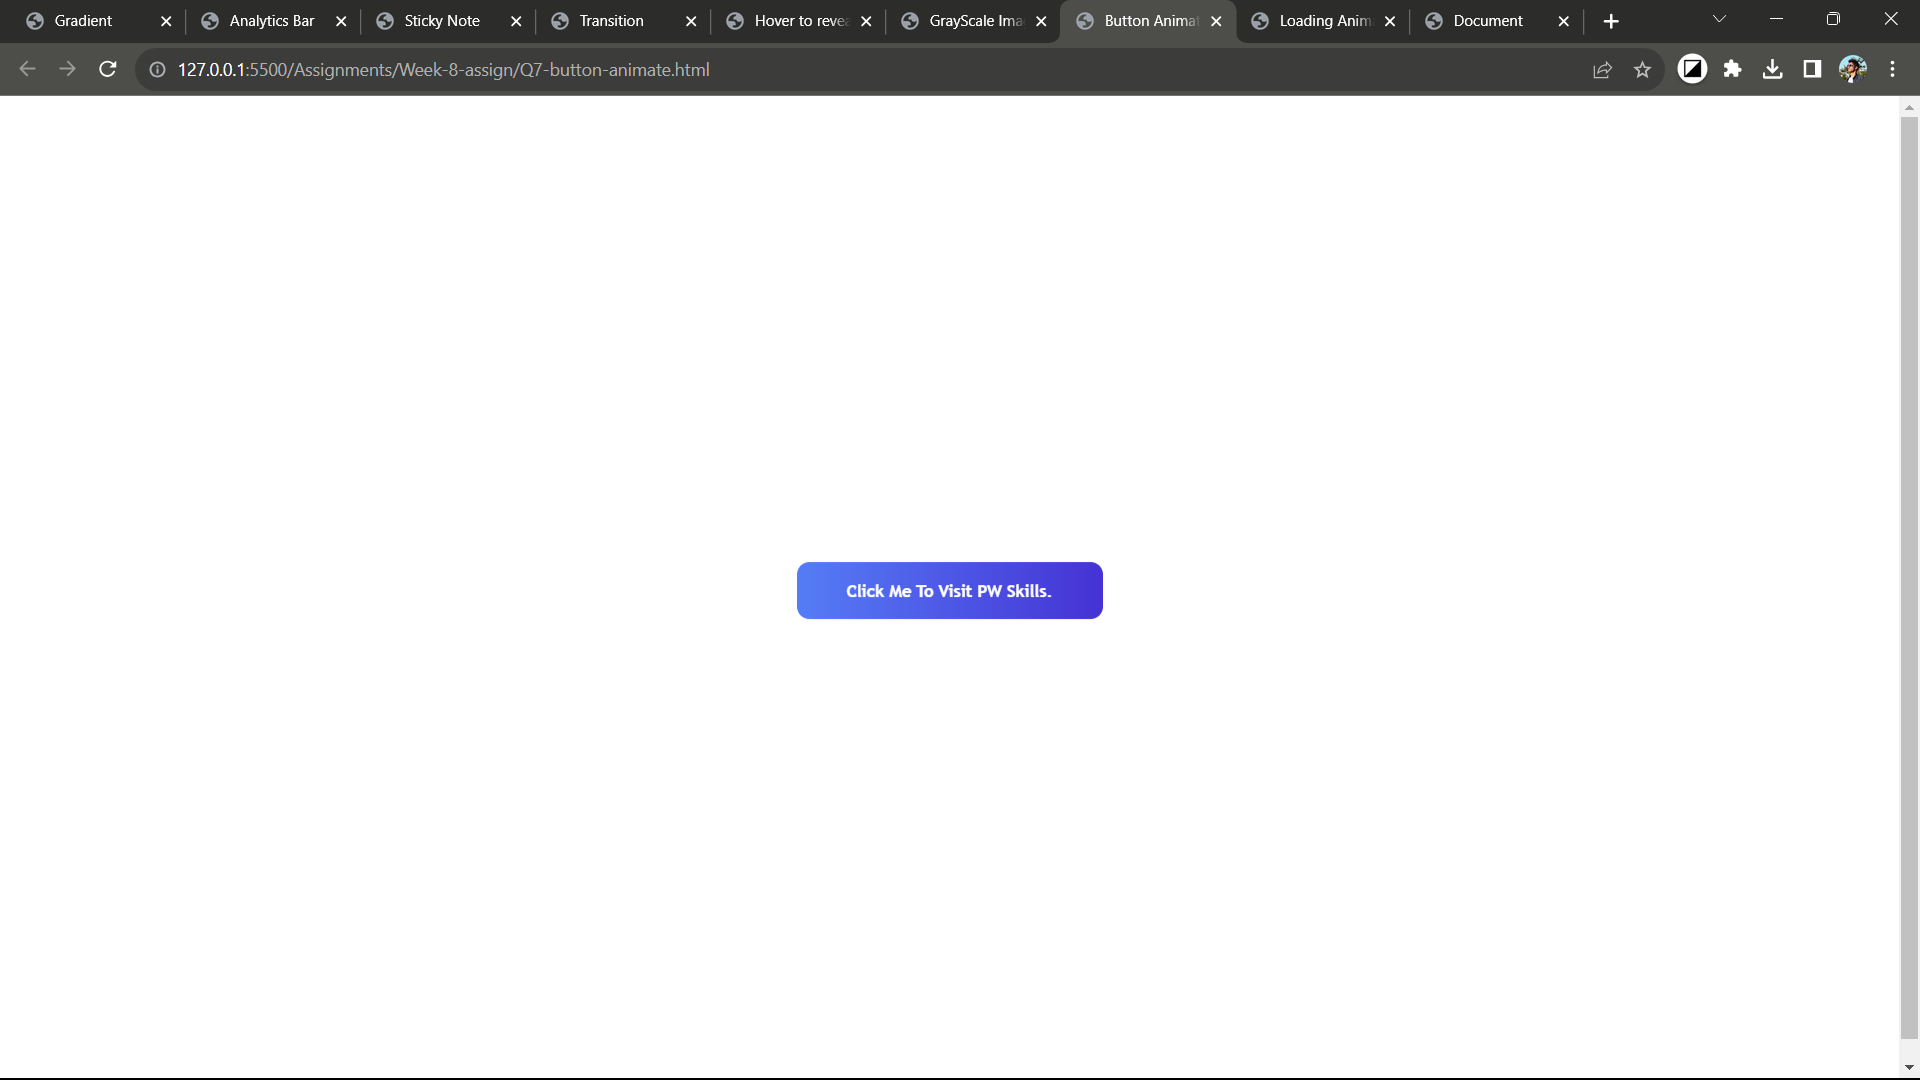 Gradient
Analytics Bar
Sticky Note
Transition
Hover to revea
GrayScale Ima
Button Animat
Loading Anim
Document
127.0.0.1:5500/Assignments/Week-8-assign/Q7-button-animate.html
Click Me To Visit PW Skills.